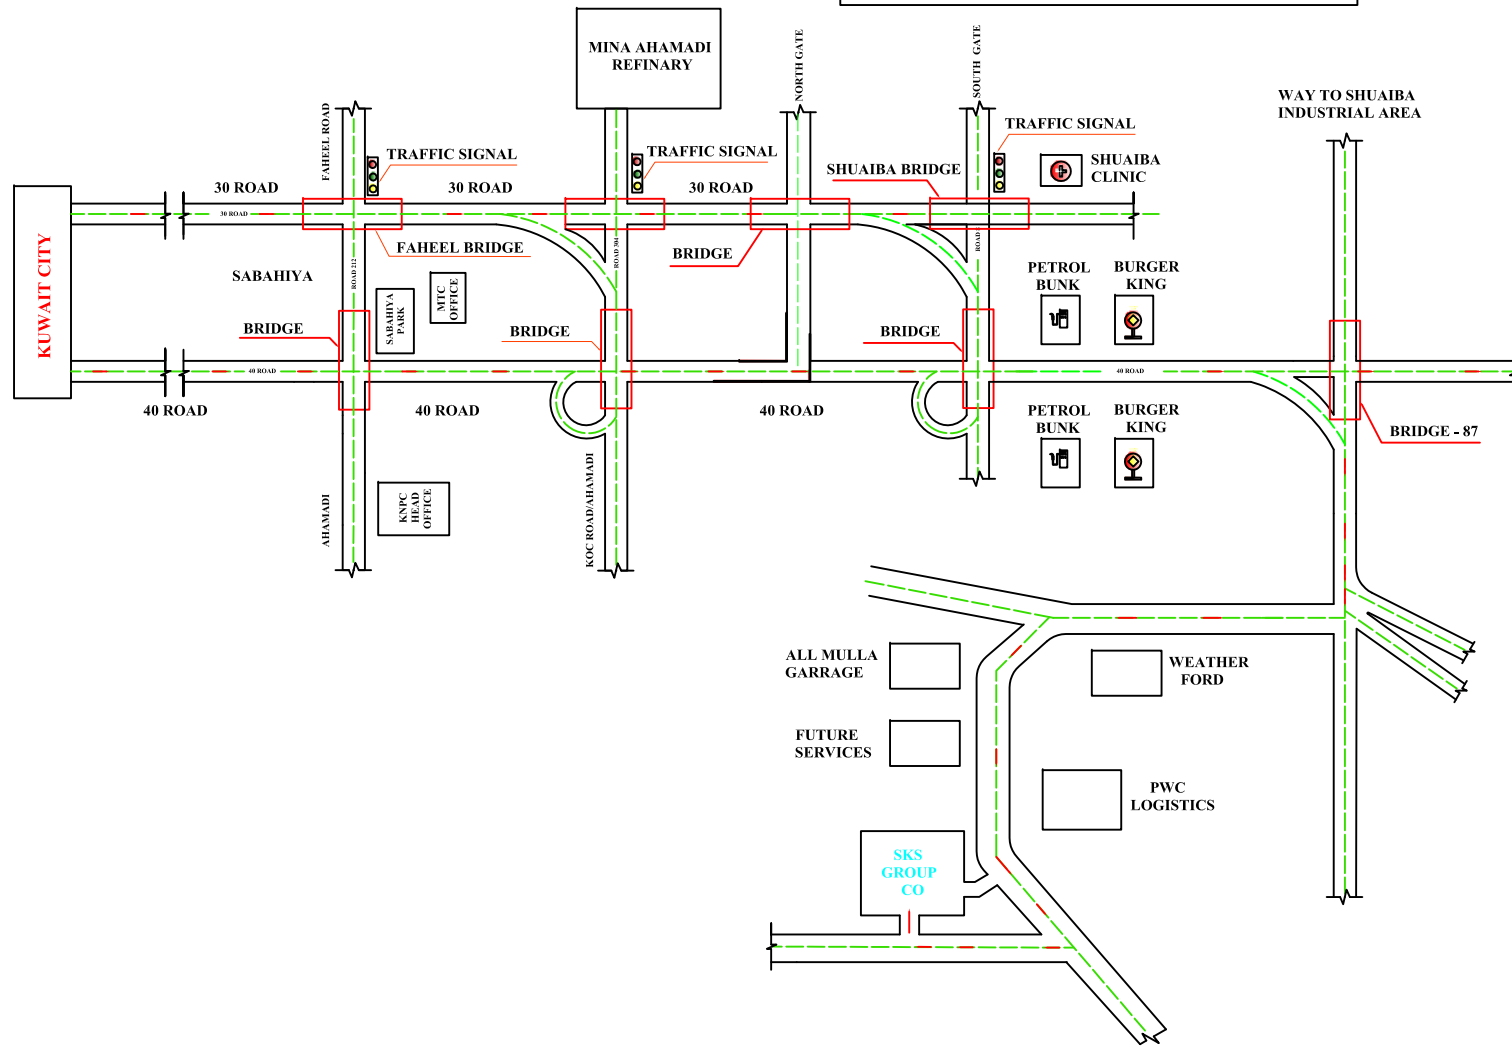 MINA AHAMADI
REFINARY
NORTH GATE
SOUTH GATE
WAY TO SHUAIBA
INDUSTRIAL AREA
FAHEEL ROAD
TRAFFIC SIGNAL
TRAFFIC SIGNAL
TRAFFIC SIGNAL
SHUAIBA
CLINIC
SHUAIBA BRIDGE
30 ROAD
30 ROAD
30 ROAD
30 ROAD
KUWAIT CITY
FAHEEL BRIDGE
BRIDGE
SABAHIYA
ROAD 212
ROAD 304
MTC
OFFICE
SABAHIYA
PARK
PETROL
BUNK
BURGER
KING
BRIDGE
BRIDGE
BRIDGE
40 ROAD
40 ROAD
40 ROAD
40 ROAD
40 ROAD
PETROL
BUNK
BURGER
KING
BRIDGE - 87
AHAMADI
KNPC
HEAD
OFFICE
KOC ROAD/AHAMADI
ALL MULLA
GARRAGE
WEATHER
FORD
FUTURE
SERVICES
PWC
LOGISTICS
SKS
GROUP
CO